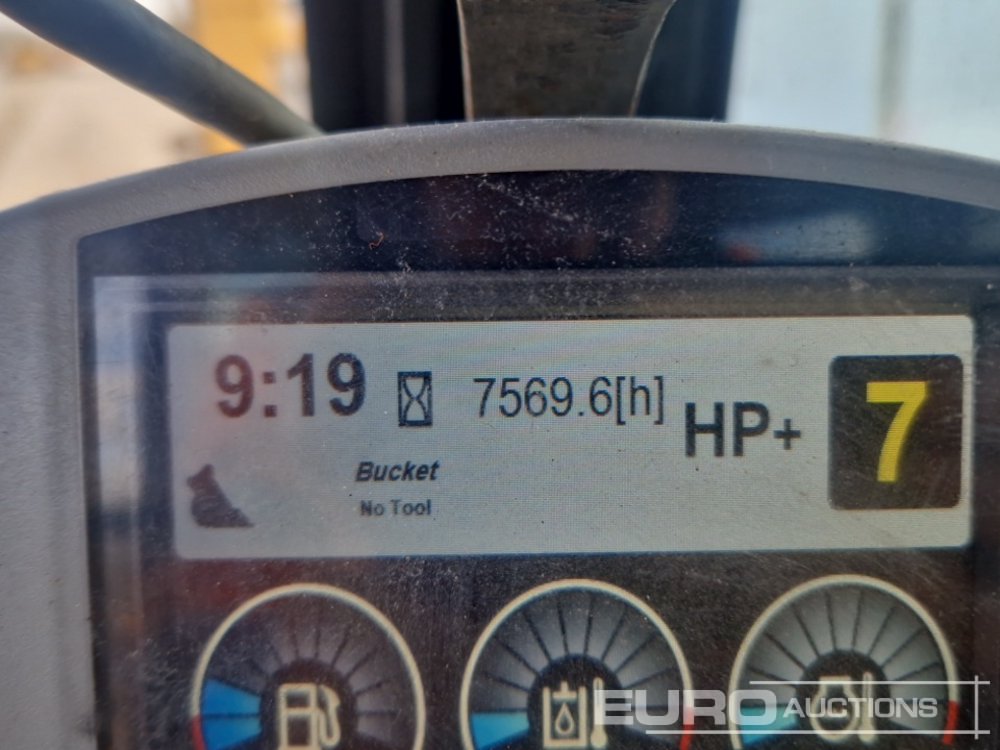 9:19 7569.6[h] HP+ 7
Bucket
No Tool
EURO AUCTIONS